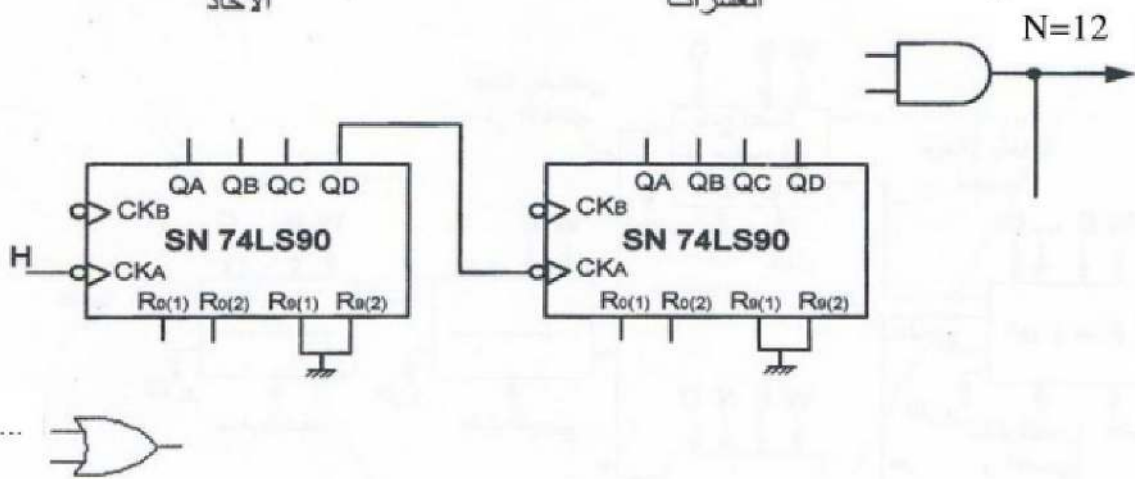 الآحاد
العشرات
N=12
QA QB QC QD
CKB
SN 74LS90
H
CKA
R0(1) R0(2) R9(1) R9(2)
QA QB QC QD
CKB
SN 74LS90
CKA
R0(1) R0(2) R9(1) R9(2)
...